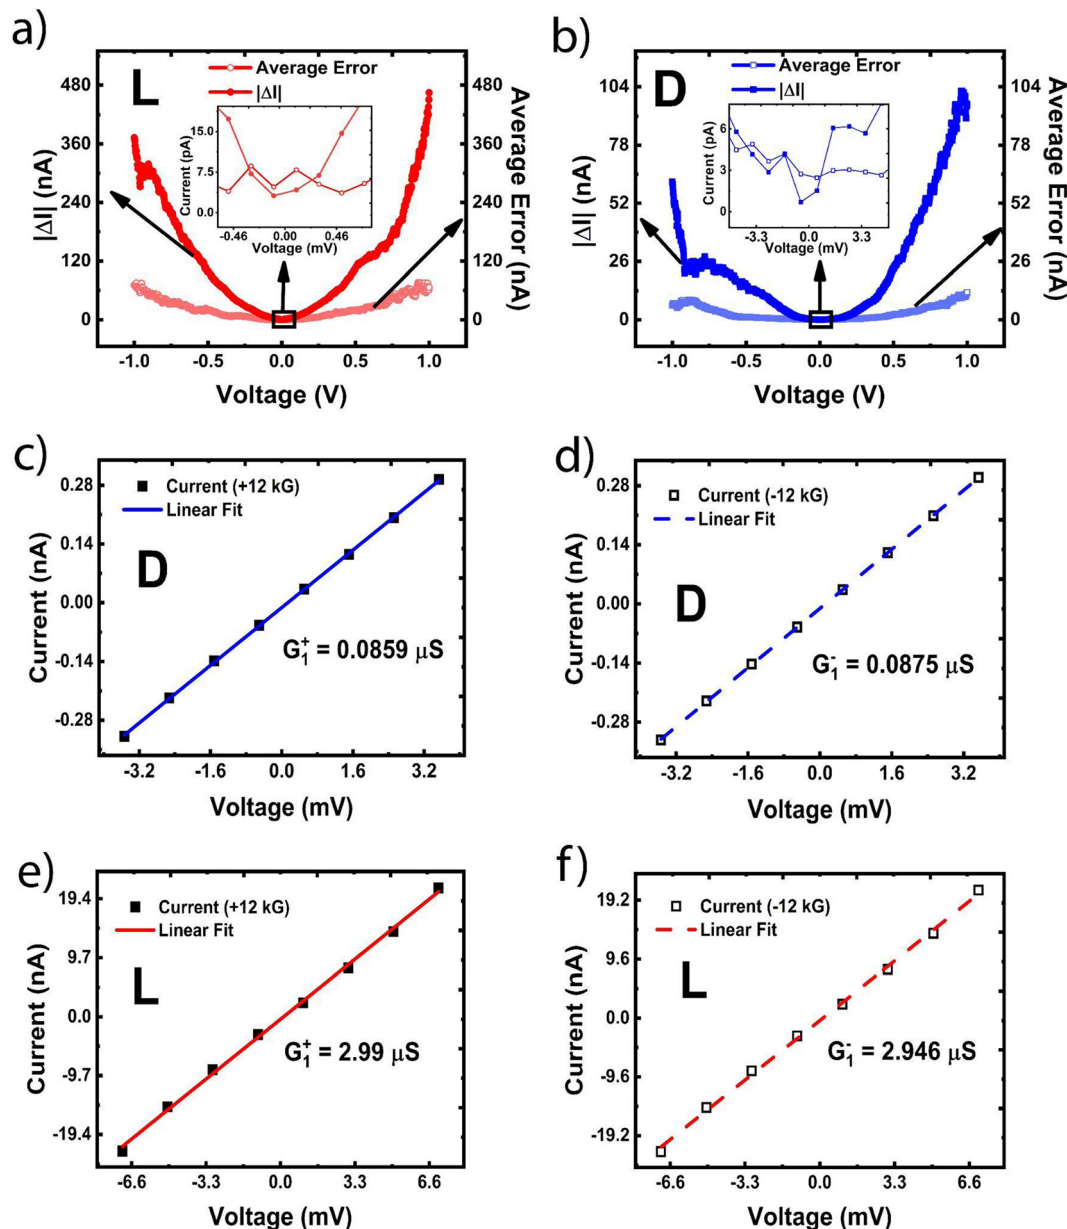 a)
L
Average Error
|ΔI|
480
360
240
120
0
|ΔI| (nA)
480
360
240
120
0
Average Error (nA)
15.0
7.5
0.0
Current (pA)
-0.46 0.00 0.46
Voltage (mV)
-1.0 -0.5 0.0 0.5 1.0
Voltage (V)
b)
D
Average Error
|ΔI|
104
78
52
26
0
|ΔI| (nA)
104
78
52
26
0
Average Error (nA)
6
3
0
Current (pA)
-3.3 0.0 3.3
Voltage (mV)
-1.0 -0.5 0.0 0.5 1.0
Voltage (V)
c)
Current (+12 kG)
Linear Fit
D
G₁⁺ = 0.0859 μS
0.28
0.14
0.00
-0.14
-0.28
Current (nA)
-3.2 -1.6 0.0 1.6 3.2
Voltage (mV)
d)
Current (-12 kG)
Linear Fit
D
G₁⁻ = 0.0875 μS
0.28
0.14
0.00
-0.14
-0.28
Current (nA)
-3.2 -1.6 0.0 1.6 3.2
Voltage (mV)
e)
Current (+12 kG)
Linear Fit
L
G₁⁺ = 2.99 μS
19.4
9.7
0.0
-9.7
-19.4
Current (nA)
-6.6 -3.3 0.0 3.3 6.6
Voltage (mV)
f)
Current (-12 kG)
Linear Fit
L
G₁⁻ = 2.946 μS
19.2
9.6
0.0
-9.6
-19.2
Current (nA)
-6.6 -3.3 0.0 3.3 6.6
Voltage (mV)